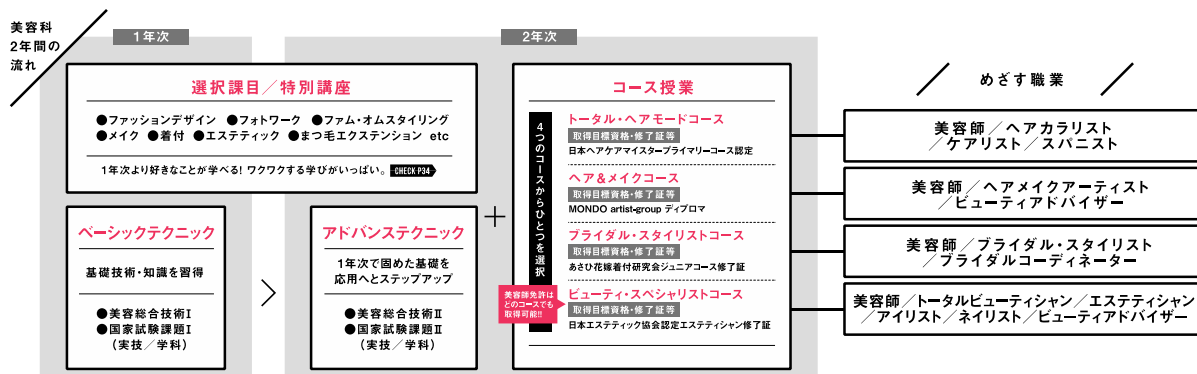 美容科
2年間の
流れ
1年次
2年次
選択課目／特別講座
●ファッションデザイン ●フォトワーク ●ファム・オムスタイリング
●メイク ●着付 ●エステティック ●まつ毛エクステンション etc
1年次より好きなことが学べる！ワクワクする学びがいっぱい。 CHECK P34
ベーシックテクニック
基礎技術・知識を習得
●美容総合技術Ⅰ
●国家試験課題Ⅰ
（実技／学科）
アドバンステクニック
1年次で固めた基礎を
応用へとステップアップ
●美容総合技術Ⅱ
●国家試験課題Ⅱ
（実技／学科）
＋
コース授業
4つのコースからひとつを選択
トータル・ヘアモードコース
取得目標資格・修了証等
日本ヘアケアマイスタープライマリーコース認定
ヘア＆メイクコース
取得目標資格・修了証等
MONDO artist-group ディプロマ
ブライダル・スタイリストコース
取得目標資格・修了証等
あさひ花嫁着付研究会ジュニアコース修了証
ビューティ・スペシャリストコース
取得目標資格・修了証等
日本エステティック協会認定エステティシャン修了証
美容師免許は
どのコースでも
取得可能!!
めざす職業
美容師／ヘアカラリスト
／ケアリスト／スパニスト
美容師／ヘアメイクアーティスト
／ビューティアドバイザー
美容師／ブライダル・スタイリスト
／ブライダルコーディネーター
美容師／トータルビューティシャン／エステティシャン
／アイリスト／ネイリスト／ビューティアドバイザー